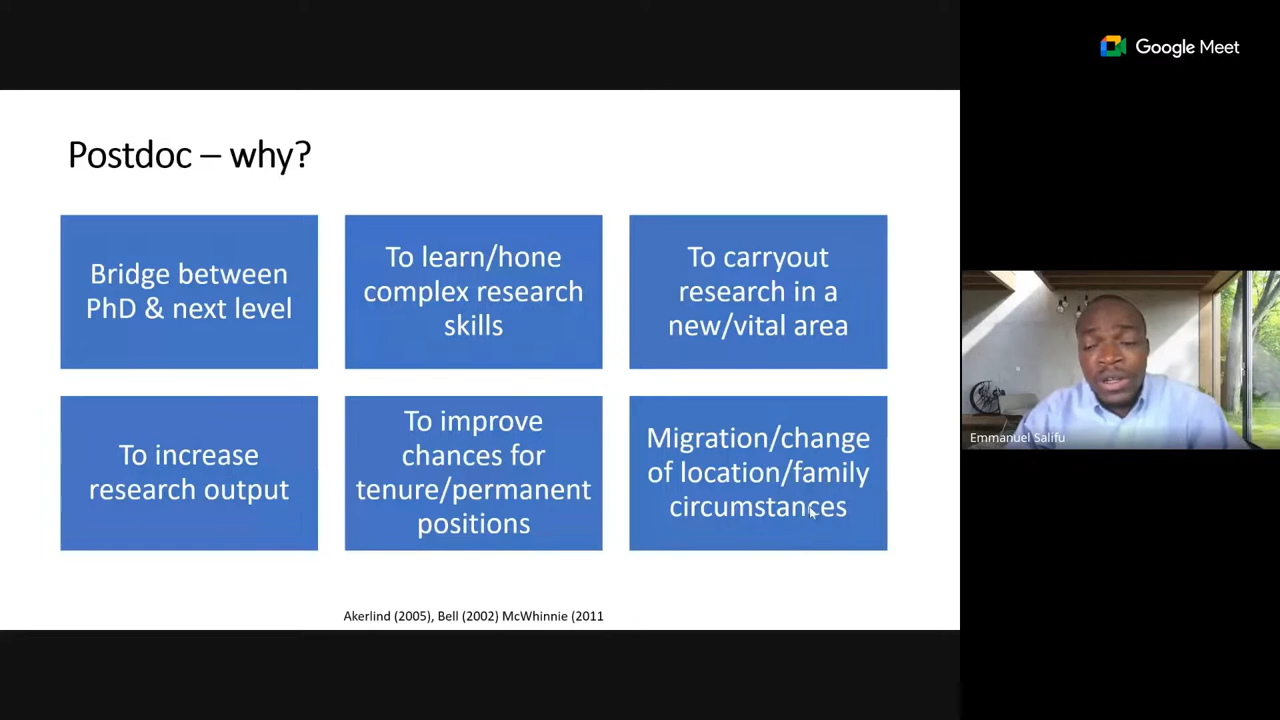 Google Meet
Postdoc – why?
Bridge between
PhD & next level
To learn/hone
complex research
skills
To carryout
research in a
new/vital area
To increase
research output
To improve
chances for
tenure/permanent
positions
Migration/change
of location/family
circumstances
Akerlind (2005), Bell (2002) McWhinnie (2011
Emmanuel Salifu